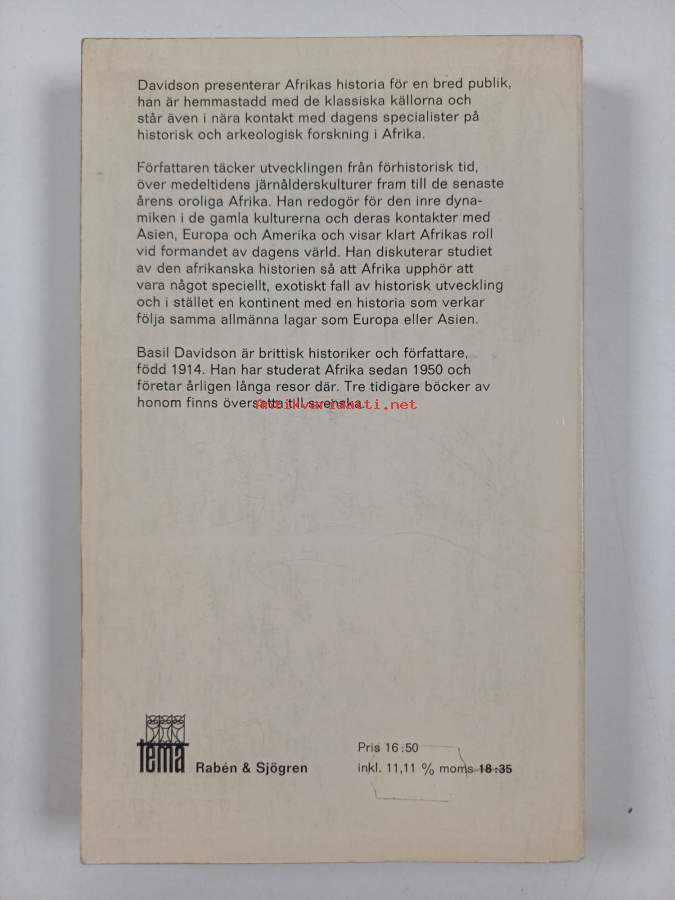 Davidson presenterar Afrikas historia för en bred publik,
han är hemmastadd med de klassiska källorna och
står även i nära kontakt med dagens specialister på
historisk och arkeologisk forskning i Afrika.
Författaren täcker utvecklingen från förhistorisk tid,
över medeltidens järnålderskulturer fram till de senaste
årens oroliga Afrika. Han redogör för den inre dyna-
miken i de gamla kulturerna och deras kontakter med
Asien, Europa och Amerika och visar klart Afrikas roll
vid formandet av dagens värld. Han diskuterar studiet
av den afrikanska historien så att Afrika upphör att
vara något speciellt, exotiskt fall av historisk utveckling
och i stället en kontinent med en historia som verkar
följa samma allmänna lagar som Europa eller Asien.
Basil Davidson är brittisk historiker och författare,
född 1914. Han har studerat Afrika sedan 1950 och
företar årligen långa resor där. Tre tidigare böcker av
honom finns översatta till svenska.
Antikvariaatti.net
tema
Rabén & Sjögren
Pris 16:50
inkl. 11,11 % moms 18:35